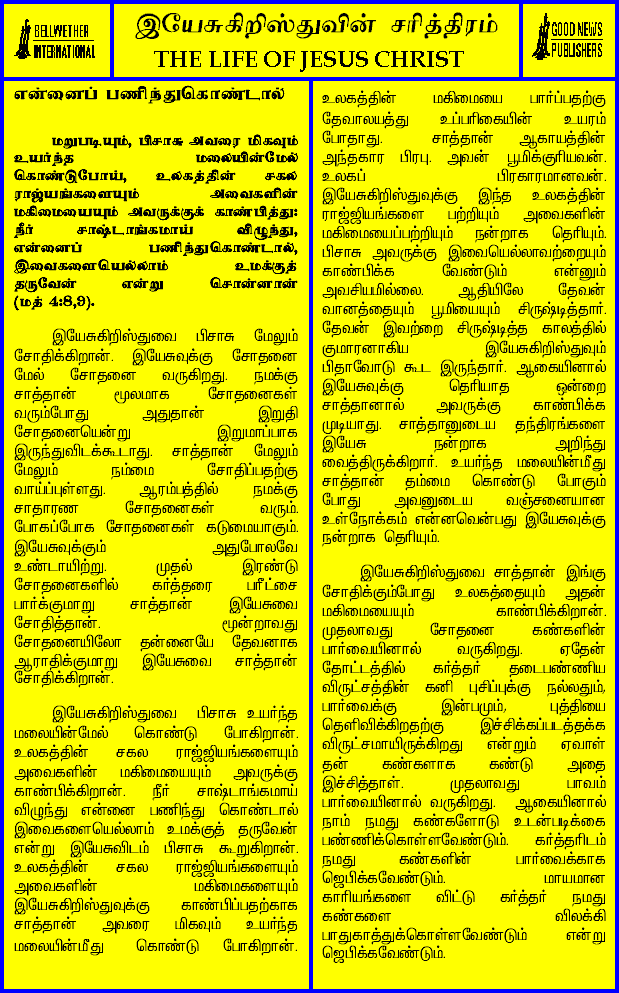 BELLWETHER
INTERNATIONAL
இயேசுகிறிஸ்துவின் சரித்திரம்
THE LIFE OF JESUS CHRIST
GOOD NEWS
PUBLISHERS
என்னைப் பணிந்துகொண்டால்
மறுபடியும், பிசாசு அவரை மிகவும்
உயர்ந்த மலையின்மேல்
கொண்டுபோய், உலகத்தின் சகல
ராஜ்யங்களையும் அவைகளின்
மகிமையையும் அவருக்குக் காண்பித்து:
நீர் சாஷ்டாங்கமாய் விழுந்து,
என்னைப் பணிந்துகொண்டால்,
இவைகளையெல்லாம் உமக்குத்
தருவேன் என்று சொன்னான்
(மத் 4:8,9).
இயேசுகிறிஸ்துவை பிசாசு மேலும்
சோதிக்கிறான். இயேசுவுக்கு சோதனை
மேல் சோதனை வருகிறது. நமக்கு
சாத்தான் மூலமாக சோதனைகள்
வரும்போது அதுதான் இறுதி
சோதனையென்று இறுமாப்பாக
இருந்துவிடக்கூடாது. சாத்தான் மேலும்
மேலும் நம்மை சோதிப்பதற்கு
வாய்ப்புள்ளது. ஆரம்பத்தில் நமக்கு
சாதாரண சோதனைகள் வரும்.
போகப்போக சோதனைகள் கடுமையாகும்.
இயேசுவுக்கும் அதுபோலவே
உண்டாயிற்று. முதல் இரண்டு
சோதனைகளில் கர்த்தரை பரீட்சை
பார்க்குமாறு சாத்தான் இயேசுவை
சோதித்தான். மூன்றாவது
சோதனையிலோ தன்னையே தேவனாக
ஆராதிக்குமாறு இயேசுவை சாத்தான்
சோதிக்கிறான்.
இயேசுகிறிஸ்துவை பிசாசு உயர்ந்த
மலையின்மேல் கொண்டு போகிறான்.
உலகத்தின் சகல ராஜ்ஜியங்களையும்
அவைகளின் மகிமையையும் அவருக்கு
காண்பிக்கிறான். நீர் சாஷ்டாங்கமாய்
விழுந்து என்னை பணிந்து கொண்டால்
இவைகளையெல்லாம் உமக்குத் தருவேன்
என்று இயேசுவிடம் பிசாசு கூறுகிறான்.
உலகத்தின் சகல ராஜ்ஜியங்களையும்
அவைகளின் மகிமைகளையும்
இயேசுகிறிஸ்துவுக்கு காண்பிப்பதற்காக
சாத்தான் அவரை மிகவும் உயர்ந்த
மலையின்மீது கொண்டு போகிறான்.
உலகத்தின் மகிமையை பார்ப்பதற்கு
தேவாலயத்து உப்பரிகையின் உயரம்
போதாது. சாத்தான் ஆகாயத்தின்
அந்தகார பிரபு. அவன் பூமிக்குரியவன்.
உலகப் பிரகாரமானவன்.
இயேசுகிறிஸ்துவுக்கு இந்த உலகத்தின்
ராஜ்ஜியங்களை பற்றியும் அவைகளின்
மகிமையைப்பற்றியும் நன்றாக தெரியும்.
பிசாசு அவருக்கு இவையெல்லாவற்றையும்
காண்பிக்க வேண்டும் என்னும்
அவசியமில்லை. ஆதியிலே தேவன்
வானத்தையும் பூமியையும் சிருஷ்டித்தார்.
தேவன் இவற்றை சிருஷ்டித்த காலத்தில்
குமாரனாகிய இயேசுகிறிஸ்துவும்
பிதாவோடு கூட இருந்தார். ஆகையினால்
இயேசுவுக்கு தெரியாத ஒன்றை
சாத்தானால் அவருக்கு காண்பிக்க
முடியாது. சாத்தானுடைய தந்திரங்களை
இயேசு நன்றாக அறிந்து
வைத்திருக்கிறார். உயர்ந்த மலையின்மீது
சாத்தான் தம்மை கொண்டு போகும்
போது அவனுடைய வஞ்சனையான
உள்நோக்கம் என்னவென்பது இயேசுவுக்கு
நன்றாக தெரியும்.
இயேசுகிறிஸ்துவை சாத்தான் இங்கு
சோதிக்கும்போது உலகத்தையும் அதன்
மகிமையையும் காண்பிக்கிறான்.
முதலாவது சோதனை கண்களின்
பார்வையினால் வருகிறது. ஏதேன்
தோட்டத்தில் கர்த்தர் தடைபண்ணிய
விருட்சத்தின் கனி புசிப்புக்கு நல்லதும்,
பார்வைக்கு இன்பமும், புத்தியை
தெளிவிக்கிறதற்கு இச்சிக்கப்படத்தக்க
விருட்சமாயிருக்கிறது என்றும் ஏவாள்
தன் கண்களாக கண்டு அதை
இச்சித்தாள். முதலாவது பாவம்
பார்வையினால் வருகிறது. ஆகையினால்
நாம் நமது கண்களோடு உடன்படிக்கை
பண்ணிக்கொள்ளவேண்டும். கர்த்தரிடம்
நமது கண்களின் பார்வைக்காக
ஜெபிக்கவேண்டும். மாயமான
காரியங்களை விட்டு கர்த்தர் நமது
கண்களை விலக்கி
பாதுகாத்துக்கொள்ளவேண்டும் என்று
ஜெபிக்கவேண்டும்.